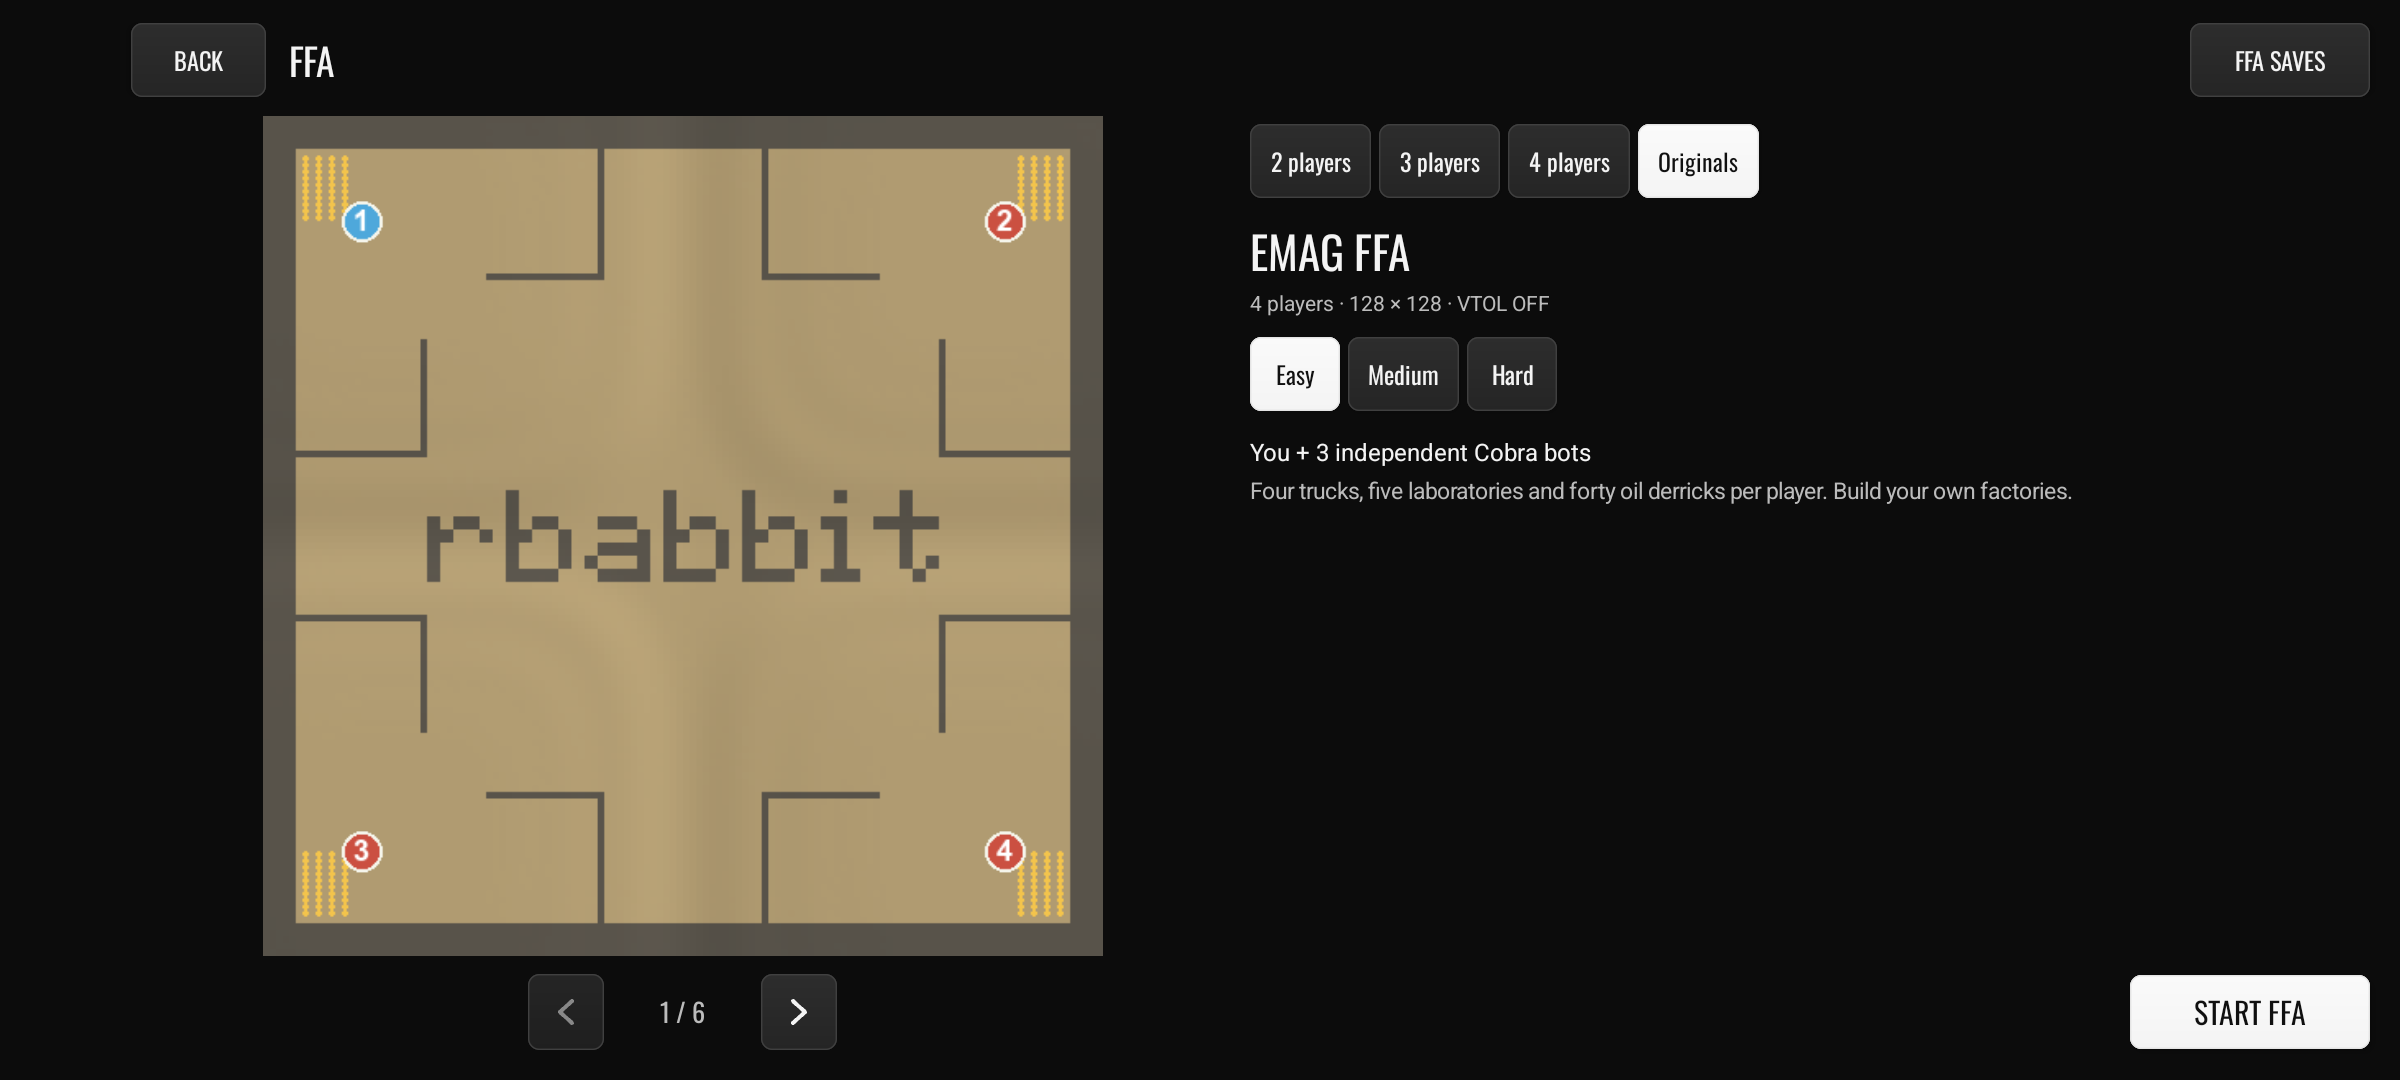 BACK
FFA
FFA SAVES
1
2
rbabbit
3
4
1 / 6
2 players
3 players
4 players
Originals
EMAG FFA
4 players · 128 × 128 · VTOL OFF
Easy
Medium
Hard
You + 3 independent Cobra bots
Four trucks, five laboratories and forty oil derricks per player. Build your own factories.
START FFA